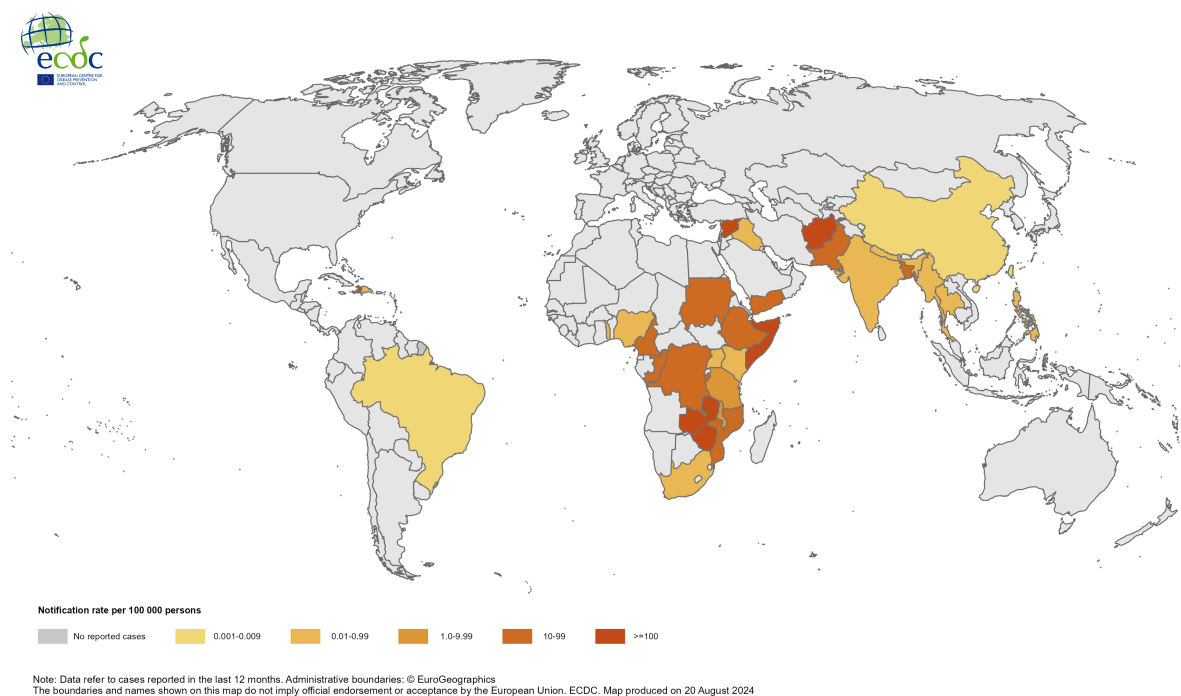 ecdc
EUROPEAN CENTRE FOR
DISEASE PREVENTION
AND CONTROL
Notification rate per 100 000 persons
No reported cases
0.001-0.009
0.01-0.99
1.0-9.99
10-99
>=100
Note: Data refer to cases reported in the last 12 months. Administrative boundaries: © EuroGeographics
The boundaries and names shown on this map do not imply official endorsement or acceptance by the European Union. ECDC. Map produced on 20 August 2024